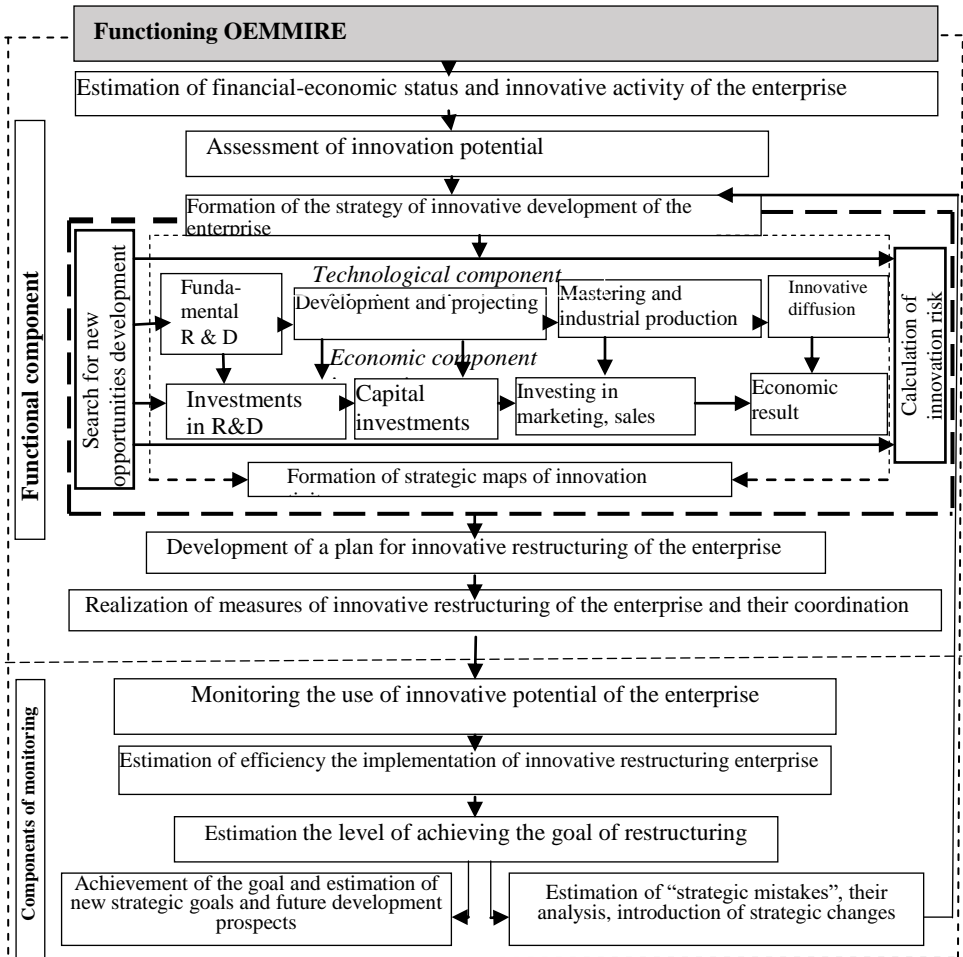 Functioning OEMMIRE
Estimation of financial-economic status and innovative activity of the enterprise
Assessment of innovation potential
Formation of the strategy of innovative development of the
enterprise
Functional component
Search for new
opportunities development
Technological component
Funda-
mental
R & D
Development and projecting
Mastering and
industrial production
Innovative
diffusion
Calculation of
innovation risk
Economic component
Investments
in R&D
Capital
investments
Investing in
marketing, sales
Economic
result
Formation of strategic maps of innovation
Development of a plan for innovative restructuring of the enterprise
Realization of measures of innovative restructuring of the enterprise and their coordination
Components of monitoring
Monitoring the use of innovative potential of the enterprise
Estimation of efficiency the implementation of innovative restructuring enterprise
Estimation the level of achieving the goal of restructuring
Achievement of the goal and estimation of
new strategic goals and future development
prospects
Estimation of “strategic mistakes”, their
analysis, introduction of strategic changes